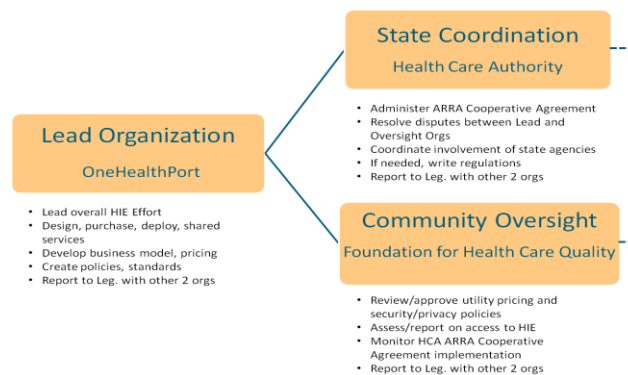 State Coordination
Health Care Authority
• Administer ARRA Cooperative Agreement
• Resolve disputes between Lead and
Oversight Orgs
• Coordinate involvement of state agencies
• If needed, write regulations
• Report to Leg. with other 2 orgs
Lead Organization
OneHealthPort
• Lead overall HIE Effort
• Design, purchase, deploy, shared
services
• Develop business model, pricing
• Create policies, standards
• Report to Leg. with other 2 orgs
Community Oversight
Foundation for Health Care Quality
• Review/approve utility pricing and
security/privacy policies
• Assess/report on access to HIE
• Monitor HCA ARRA Cooperative
Agreement implementation
• Report to Leg. with other 2 orgs